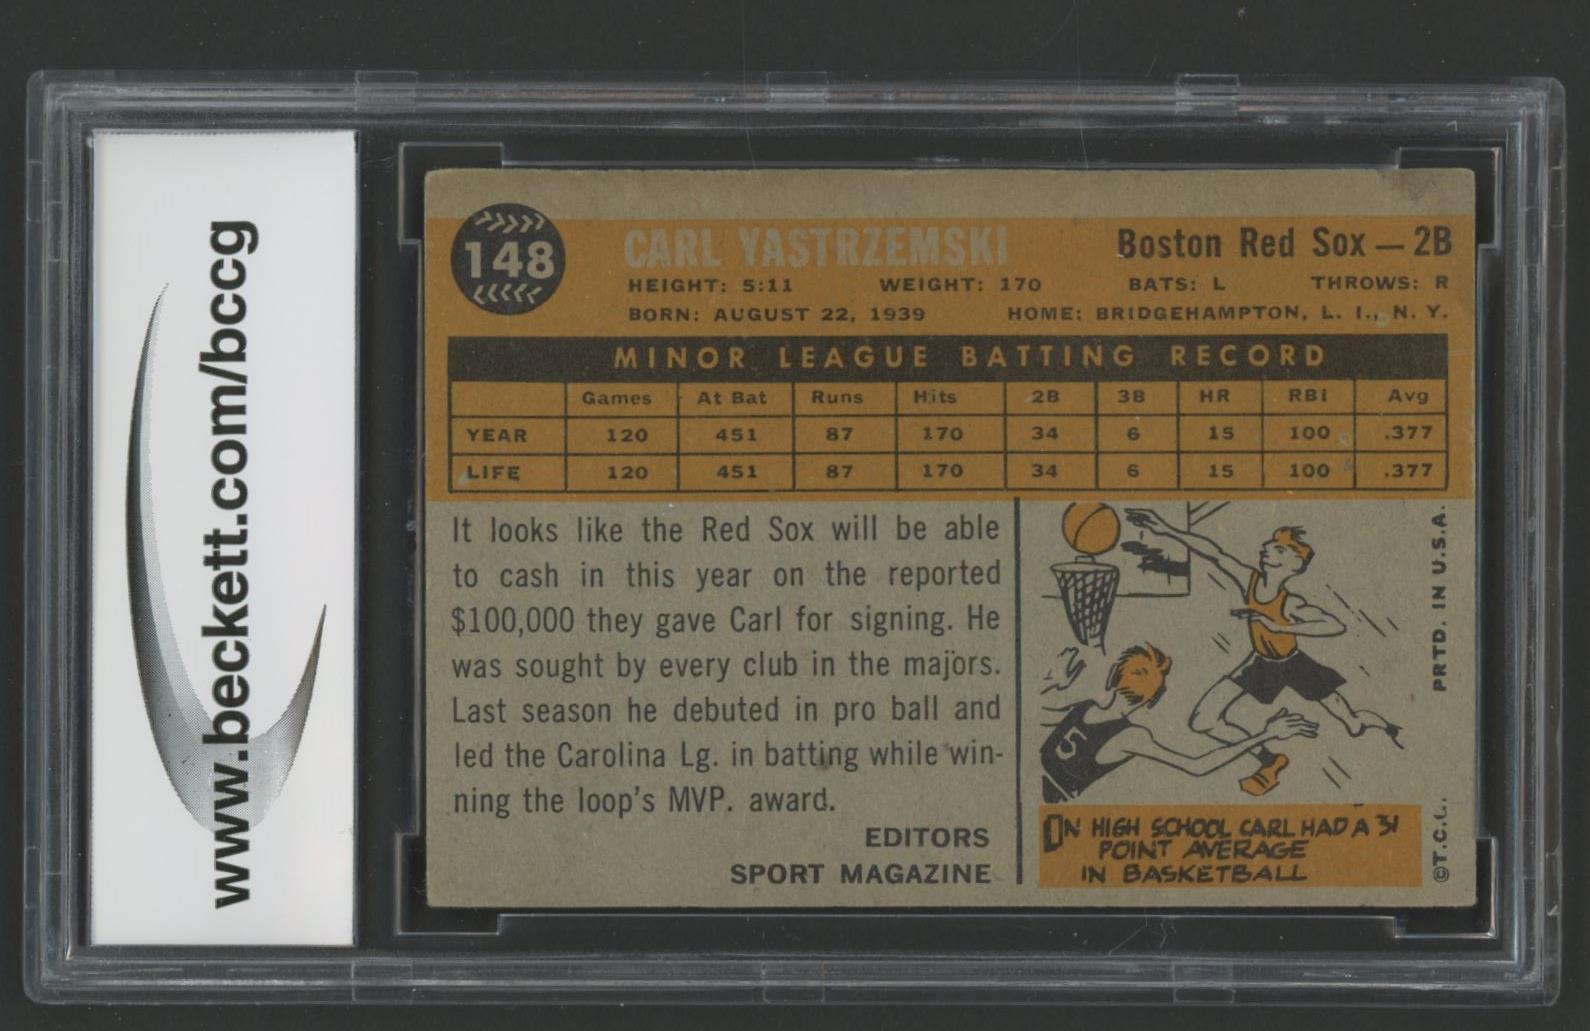 www.beckett.com/bccg
148
CARL YASTRZEMSKI
Boston Red Sox — 2B
HEIGHT: 5:11 WEIGHT: 170 BATS: L THROWS: R
BORN: AUGUST 22, 1939 HOME: BRIDGEHAMPTON, L. I., N. Y.
MINOR LEAGUE BATTING RECORD
Games At Bat Runs Hits 2B 3B HR RBI Avg
YEAR 120 451 87 170 34 6 15 100 .377
LIFE 120 451 87 170 34 6 15 100 .377
It looks like the Red Sox will be able
to cash in this year on the reported
$100,000 they gave Carl for signing. He
was sought by every club in the majors.
Last season he debuted in pro ball and
led the Carolina Lg. in batting while win-
ning the loop's MVP. award.
EDITORS
SPORT MAGAZINE
5
IN HIGH SCHOOL CARL HAD A 31
POINT AVERAGE
IN BASKETBALL
©T.C.G. PRTD. IN U.S.A.